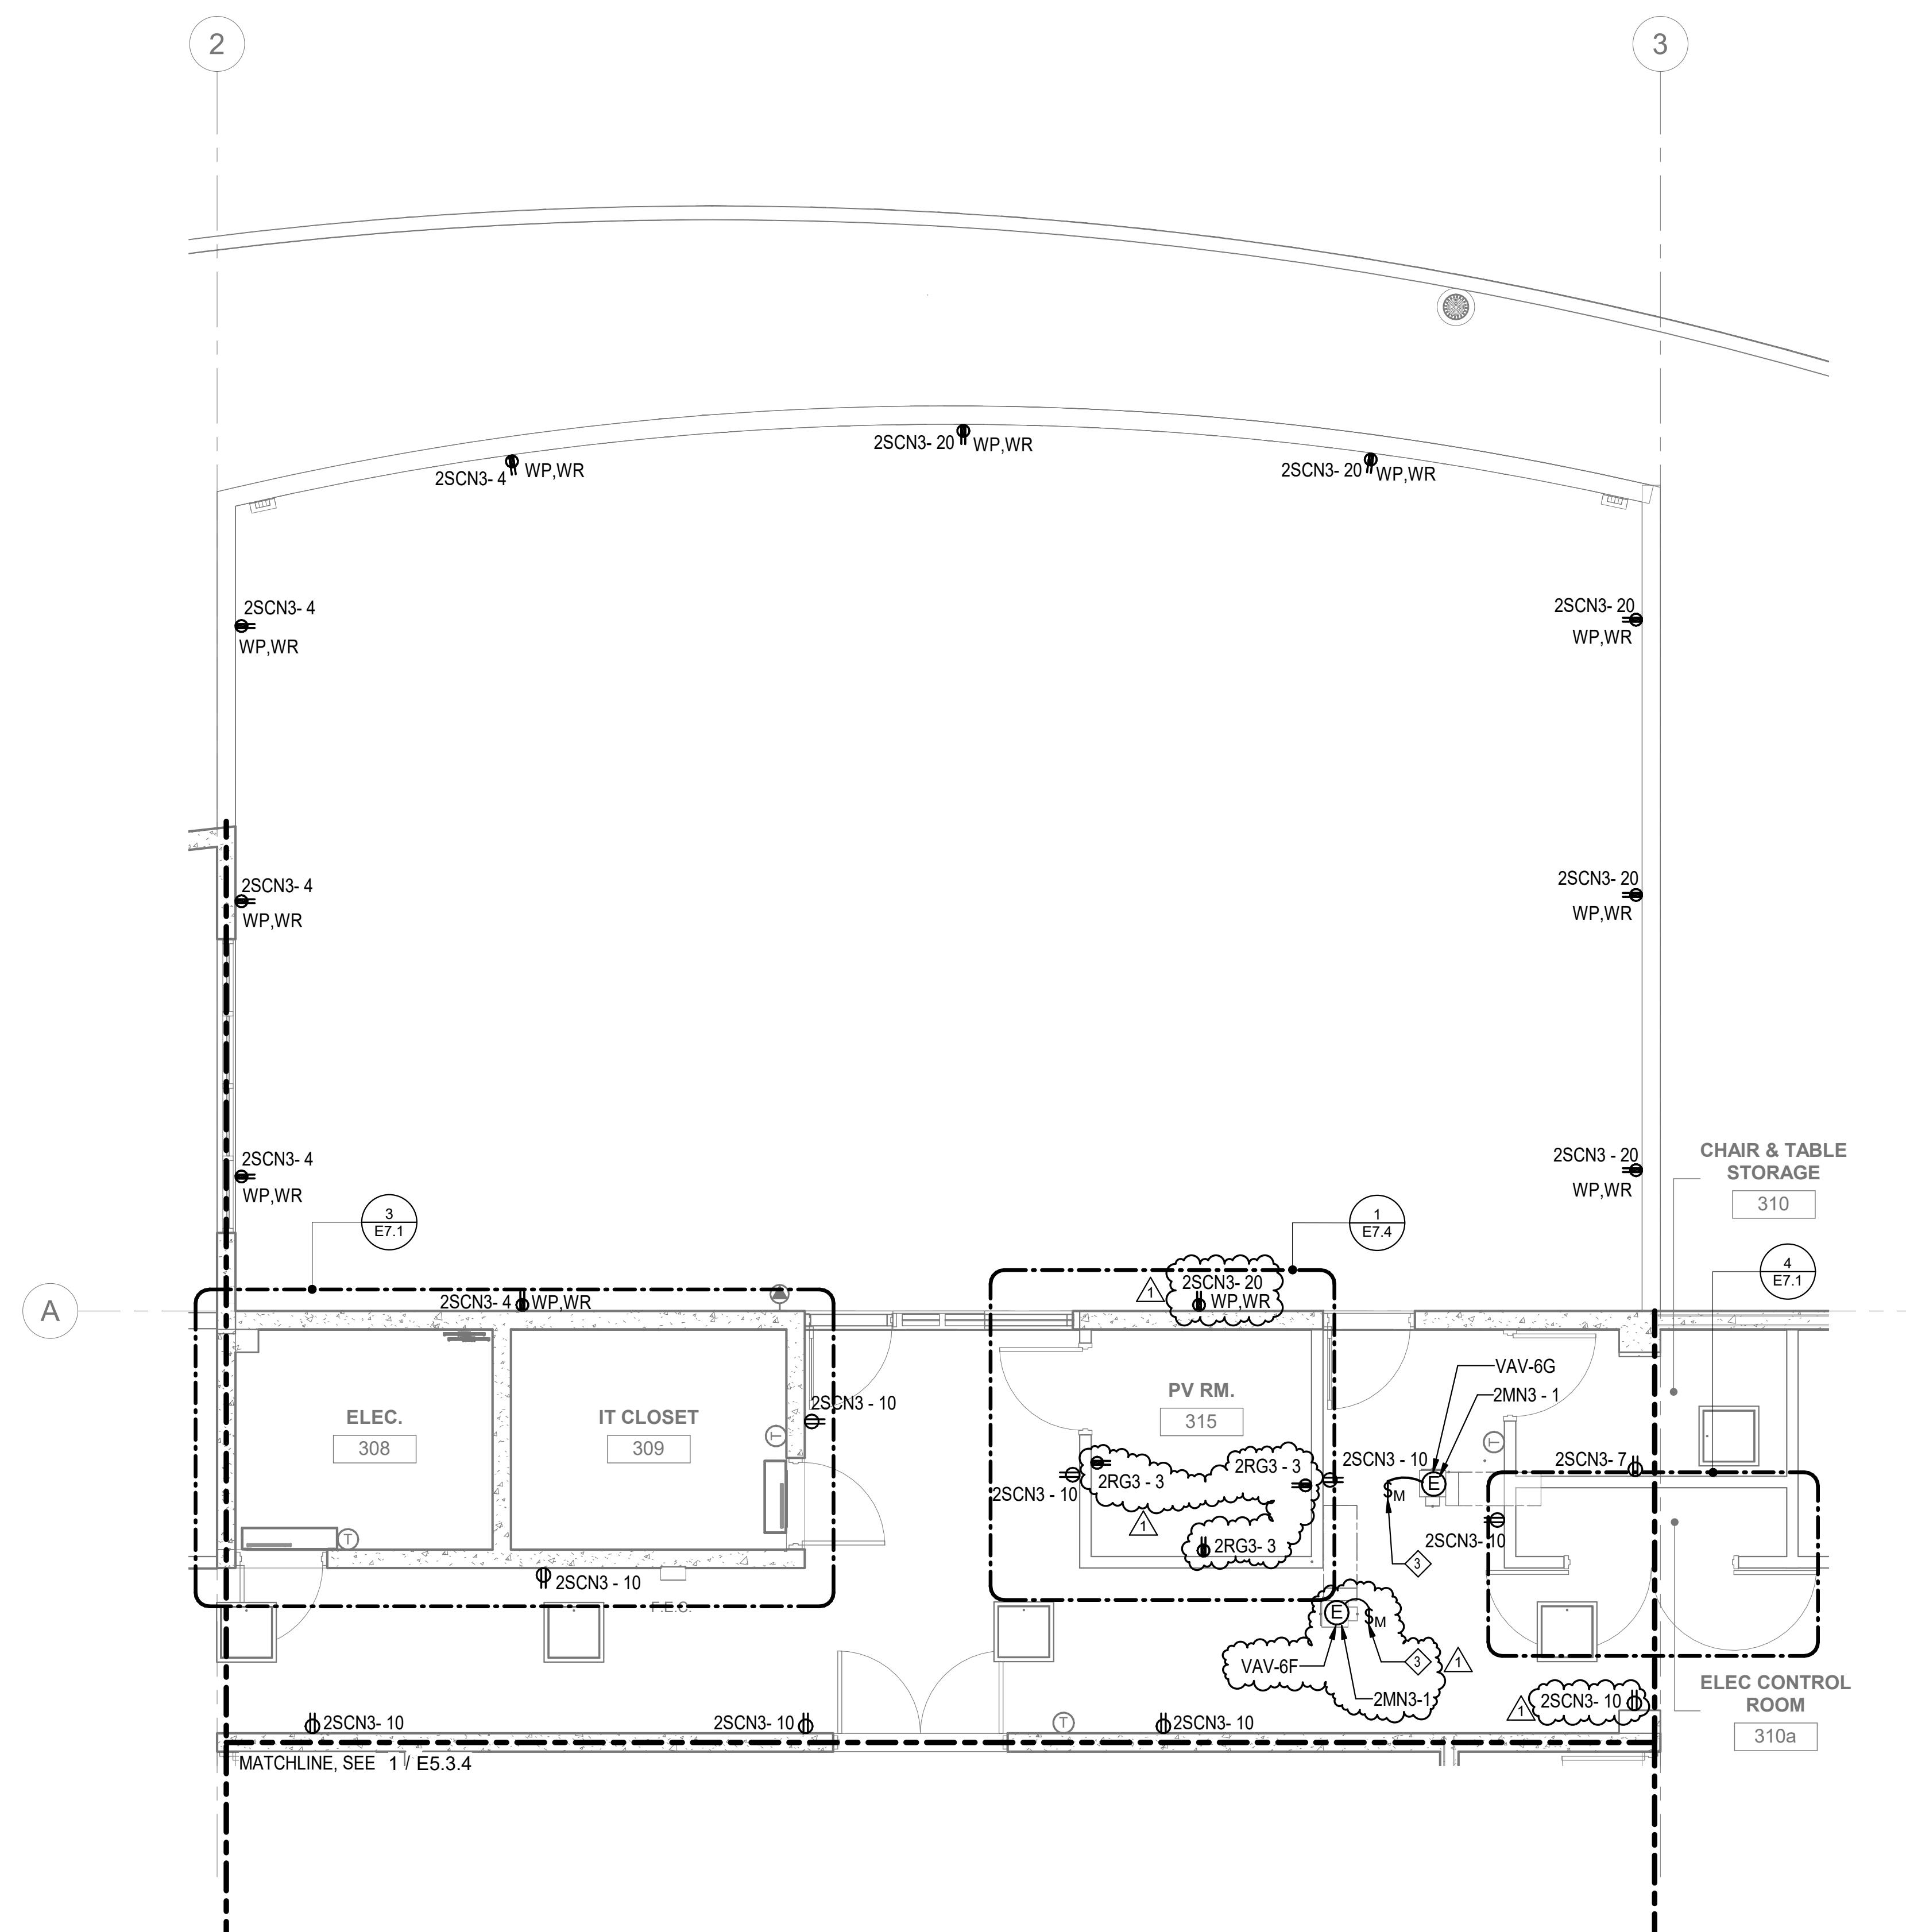 2
3
2SCN3- 20
WP,WR
2SCN3- 4
WP,WR
2SCN3- 20
WP,WR
2SCN3- 4
WP,WR
2SCN3- 20
WP,WR
2SCN3- 4
WP,WR
2SCN3- 20
WP,WR
2SCN3- 4
WP,WR
2SCN3 - 20
WP,WR
CHAIR & TABLE
STORAGE
310
3
E7.1
1
E7.4
4
E7.1
A
2SCN3- 4
WP,WR
1
2SCN3- 20
WP,WR
VAV-6G
2MN3 - 1
PV RM.
315
ELEC.
308
IT CLOSET
309
T
2SCN3 - 10
T
2SCN3 - 10
2RG3 - 3
2RG3 - 3
2SCN3 - 10
E
SM
2SCN3- 7
1
2RG3- 3
2SCN3- 10
3
T
2SCN3 - 10
F.E.C.
E
SM
VAV-6F
3
1
2MN3-1
ELEC CONTROL
ROOM
310a
1
2SCN3- 10
2SCN3- 10
2SCN3- 10
T
2SCN3- 10
MATCHLINE, SEE 1 / E5.3.4